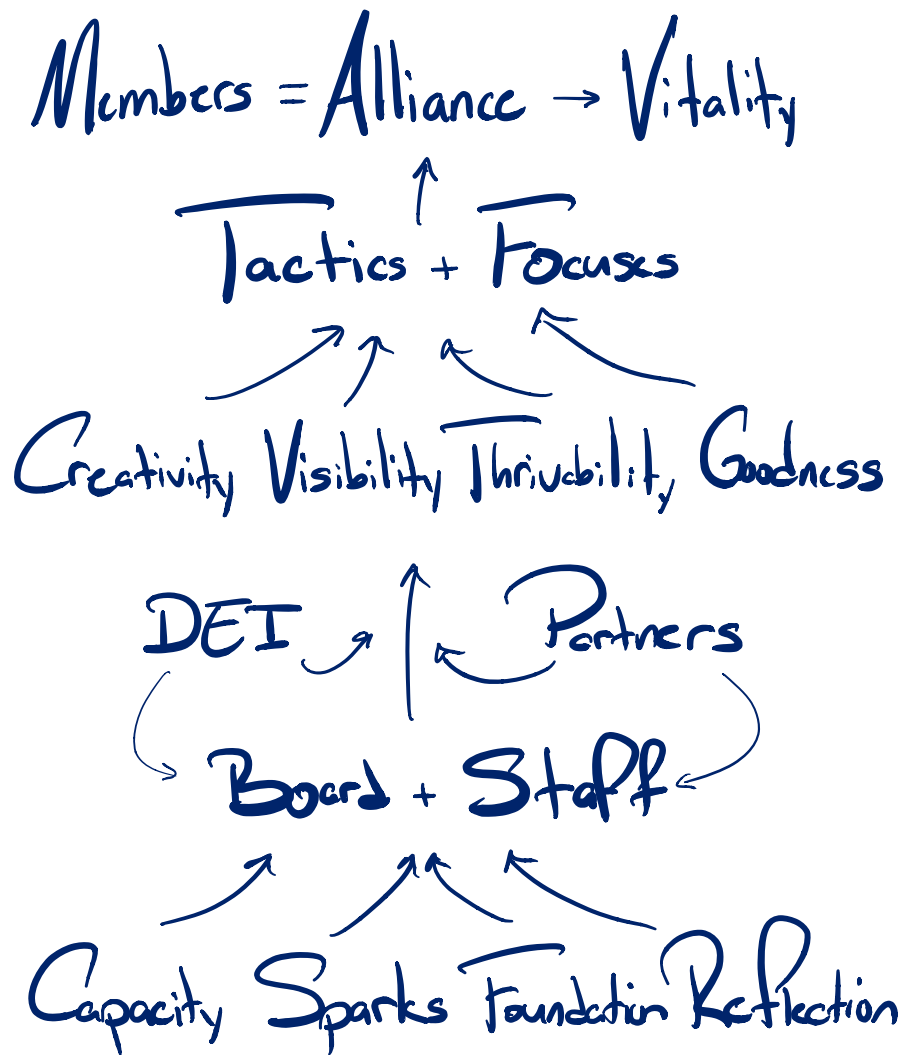 Members = Alliance → Vitality
Tactics + Focuses
Creativity Visibility Thrivability Goodness
DEI Partners
Board + Staff
Capacity Sparks Foundation Reflection